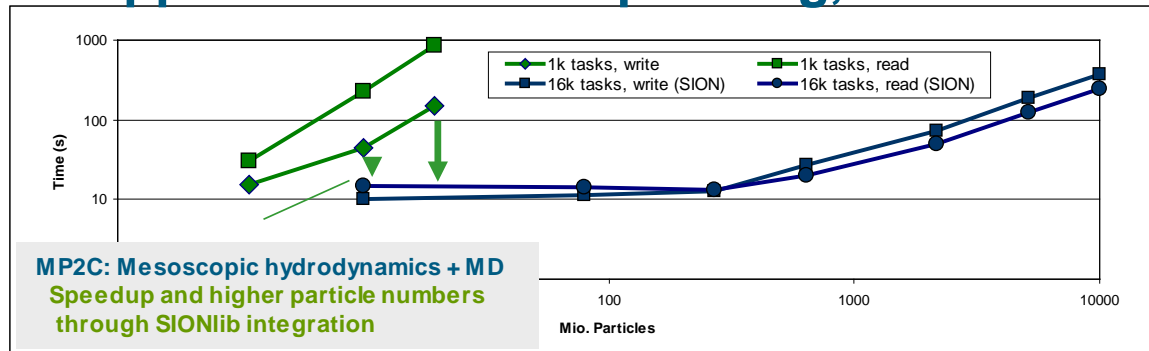 1000
1k tasks, write
1k tasks, read
16k tasks, write (SION)
16k tasks, read (SION)
100
Time (s)
10
MP2C: Mesoscopic hydrodynamics + MD
Speedup and higher particle numbers
through SIONlib integration
100
1000
10000
Mio. Particles